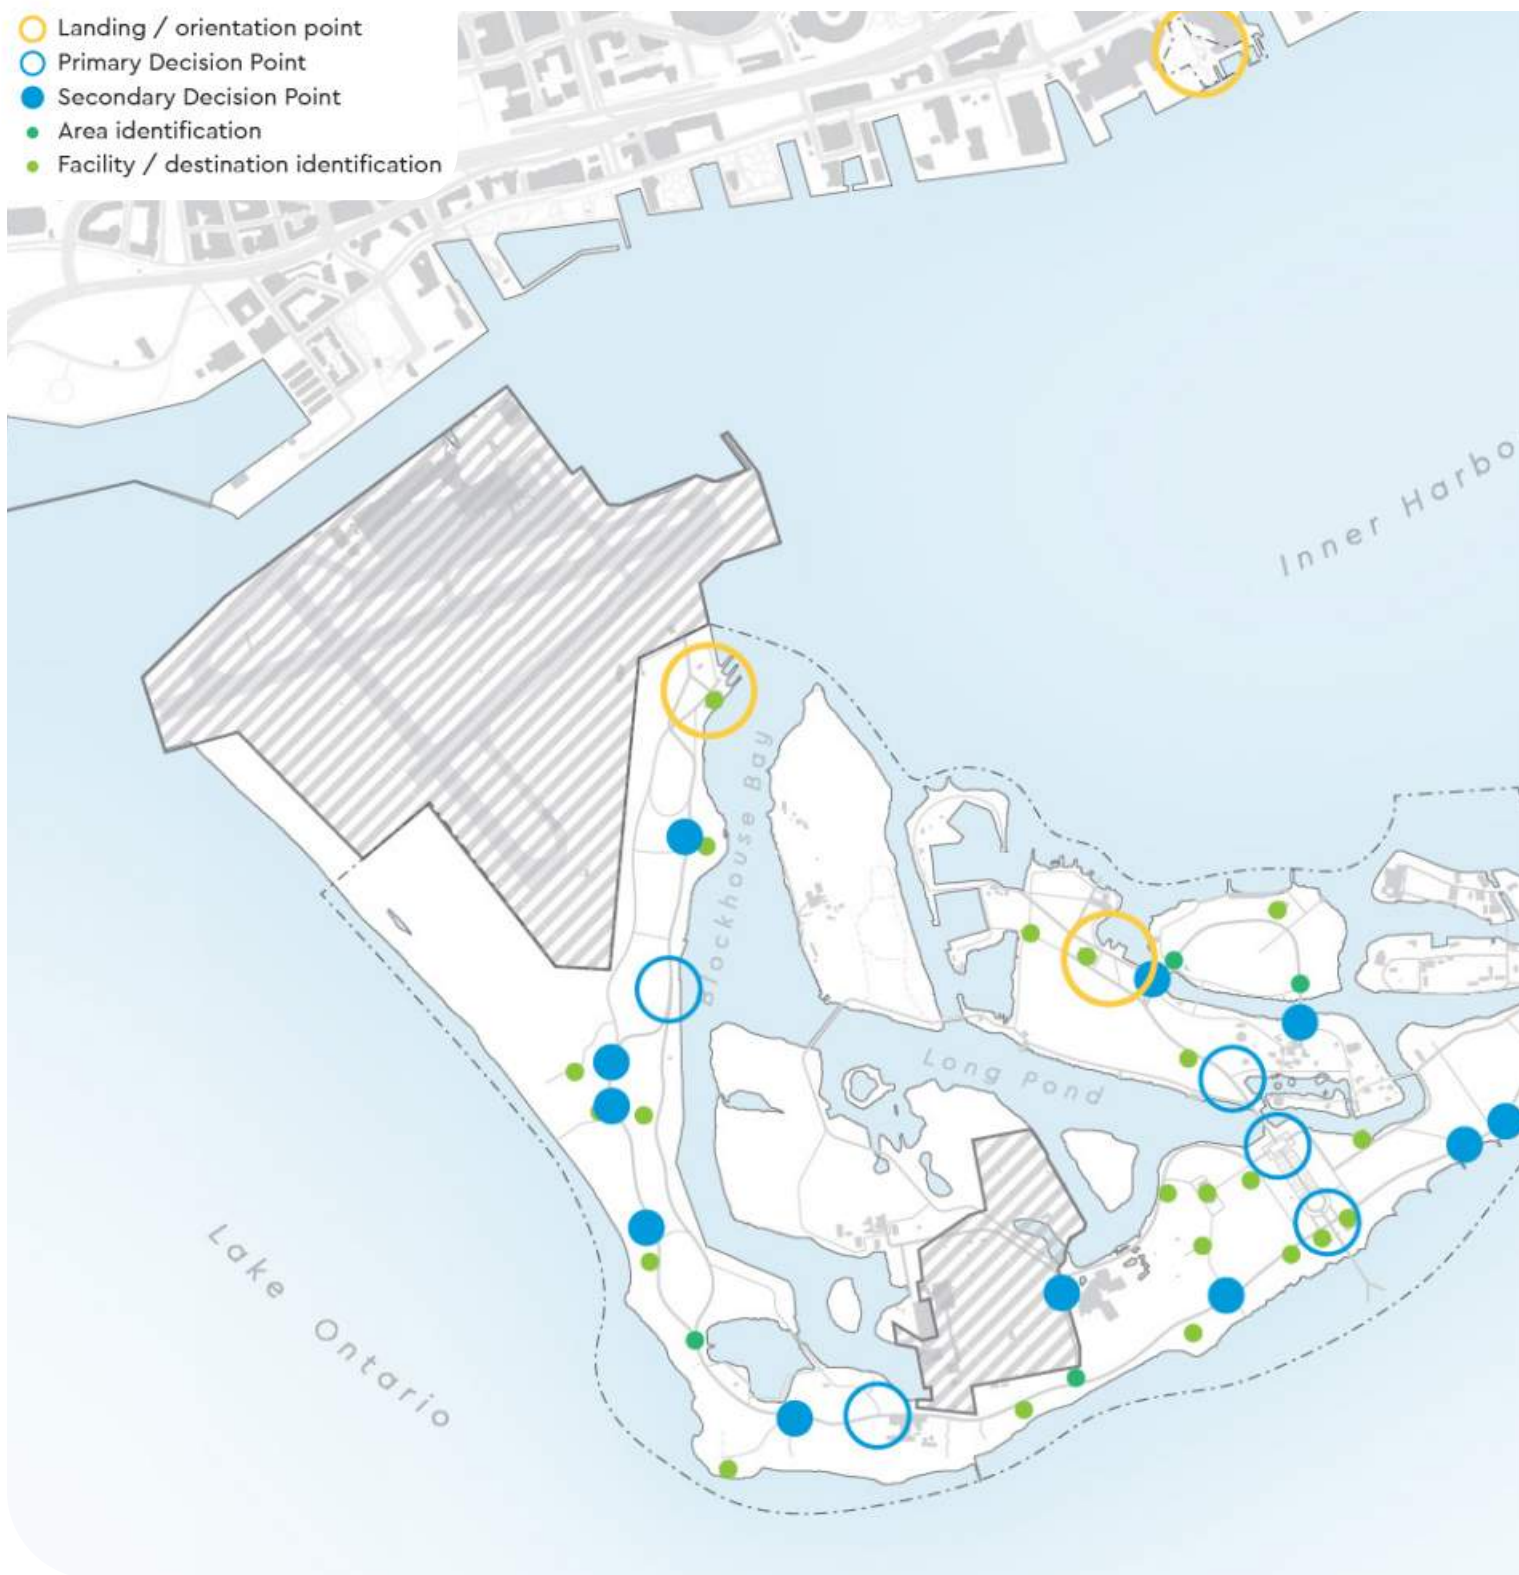 Landing / orientation point
Primary Decision Point
Secondary Decision Point
Area identification
Facility / destination identification
Inner Harbo
Blockhouse Bay
Long Pond
Lake Ontario